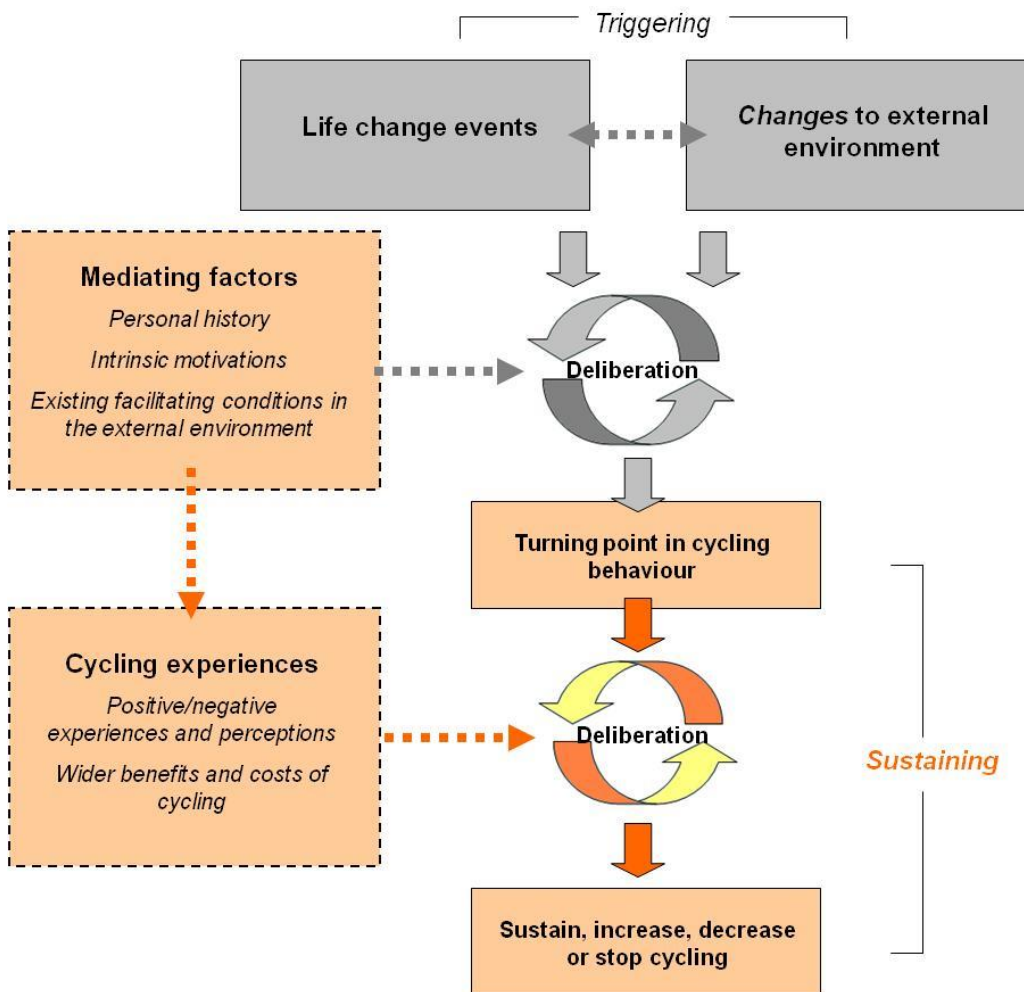 Triggering
Life change events
Changes to external
environment
Mediating factors
Personal history
Intrinsic motivations
Existing facilitating conditions in
the external environment
Deliberation
Turning point in cycling
behaviour
Cycling experiences
Positive/negative
experiences and perceptions
Wider benefits and costs of
cycling
Deliberation
Sustaining
Sustain, increase, decrease
or stop cycling